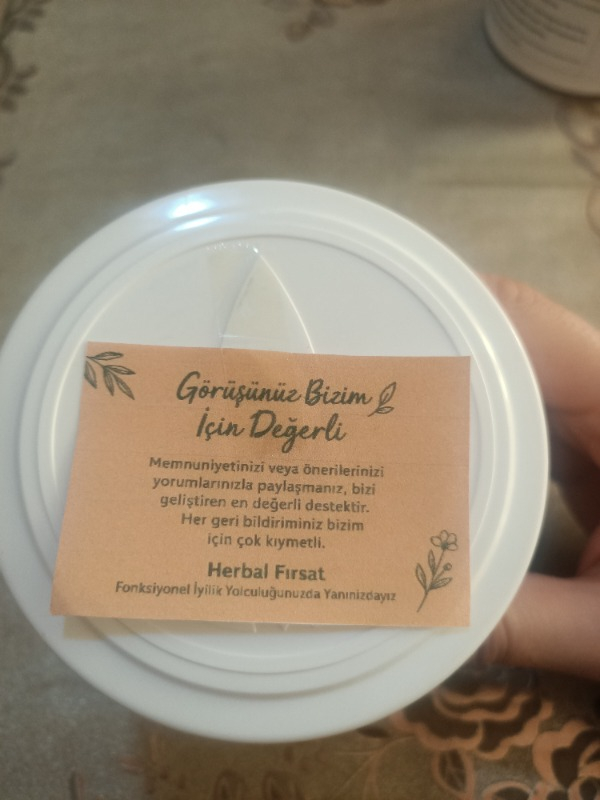 Görüşünüz Bizim
İçin Değerli
Memnuniyetinizi veya önerilerinizi
yorumlarınızla paylaşmanız, bizi
geliştiren en değerli destektir.
Her geri bildiriminiz bizim
için çok kıymetli.
Herbal Fırsat
Fonksiyonel İyilik Yolculuğunuzda Yanınızdayız